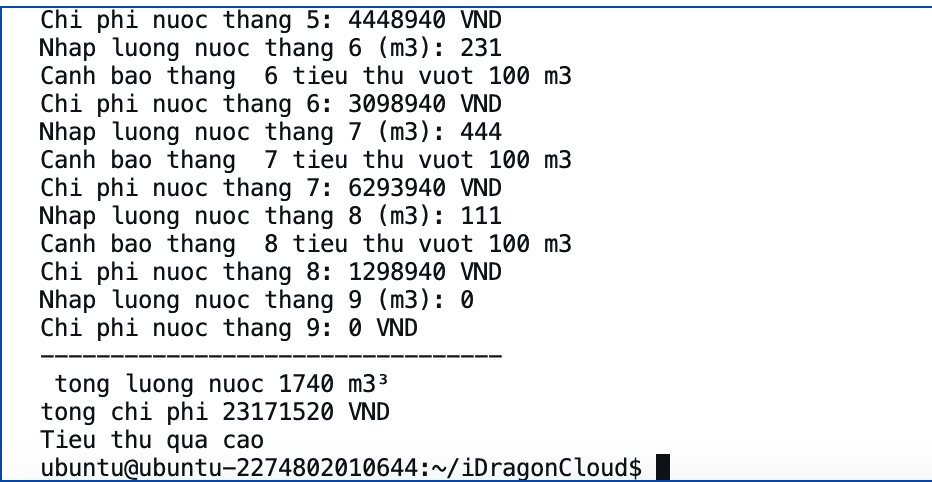 Chi phi nuoc thang 5: 4448940 VND
Nhap luong nuoc thang 6 (m3): 231
Canh bao thang  6 tieu thu vuot 100 m3
Chi phi nuoc thang 6: 3098940 VND
Nhap luong nuoc thang 7 (m3): 444
Canh bao thang  7 tieu thu vuot 100 m3
Chi phi nuoc thang 7: 6293940 VND
Nhap luong nuoc thang 8 (m3): 111
Canh bao thang  8 tieu thu vuot 100 m3
Chi phi nuoc thang 8: 1298940 VND
Nhap luong nuoc thang 9 (m3): 0
Chi phi nuoc thang 9: 0 VND
---------------------------------
 tong luong nuoc 1740 m3³
tong chi phi 23171520 VND
Tieu thu qua cao
ubuntu@ubuntu-2274802010644:~/iDragonCloud$